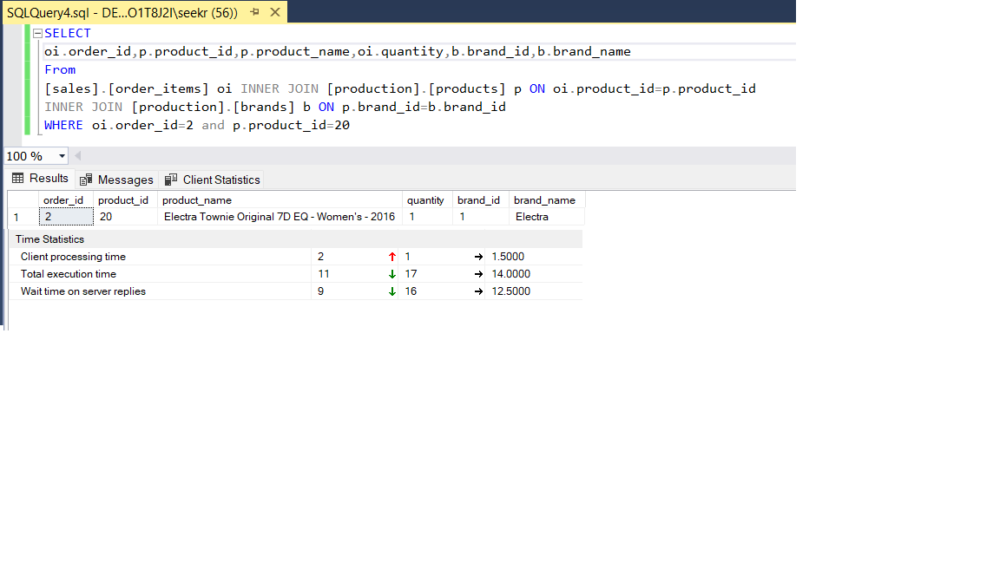 SQLQuery4.sql - DE...O1T8J2I\seekr (56))
SELECT
oi.order_id,p.product_id,p.product_name,oi.quantity,b.brand_id,b.brand_name
From
[sales].[order_items] oi INNER JOIN [production].[products] p ON oi.product_id=p.product_id
INNER JOIN [production].[brands] b ON p.brand_id=b.brand_id
WHERE oi.order_id=2 and p.product_id=20
100 %
Results Messages Client Statistics
order_id product_id product_name quantity brand_id brand_name
1 2 20 Electra Townie Original 7D EQ - Women's - 2016 1 1 Electra
Time Statistics
Client processing time 2 1 1.5000
Total execution time 11 17 14.0000
Wait time on server replies 9 16 12.5000